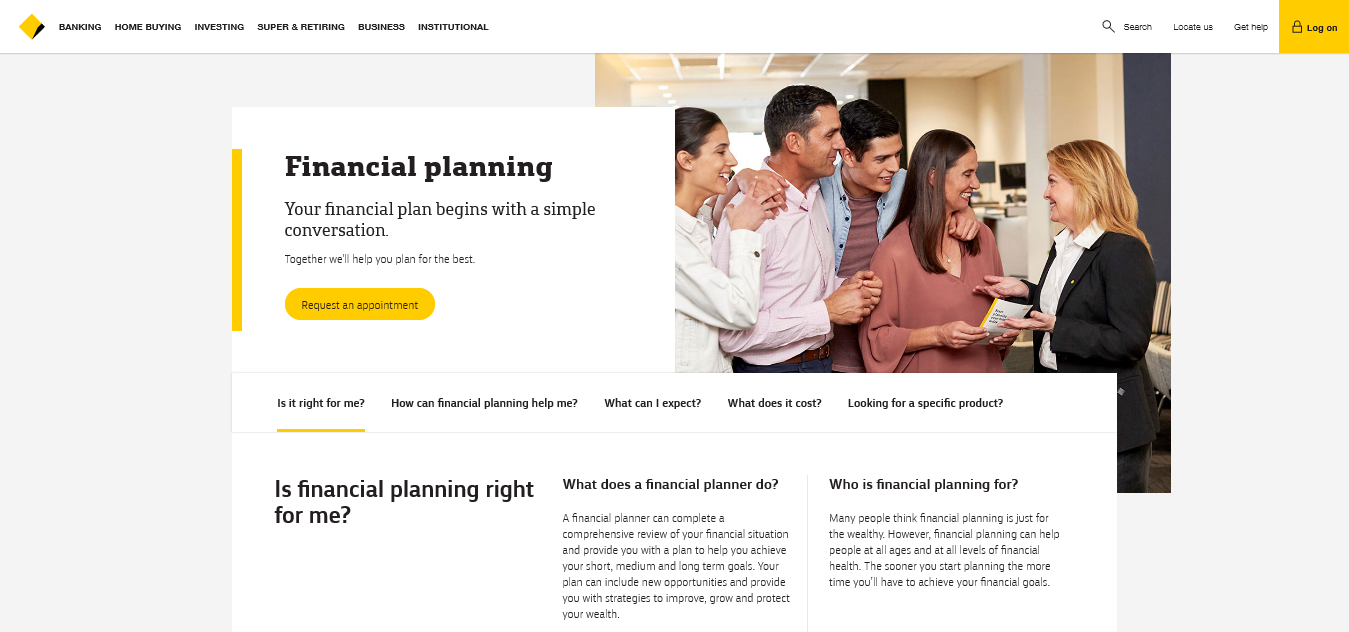 BANKING HOME BUYING INVESTING SUPER & RETIRING BUSINESS INSTITUTIONAL Search Locate us Get help Log on
Financial planning
Your financial plan begins with a simple
conversation.
Together we'll help you plan for the best.
Request an appointment
Is it right for me? How can financial planning help me? What can I expect? What does it cost? Looking for a specific product?
Is financial planning right
for me?
What does a financial planner do?
A financial planner can complete a
comprehensive review of your financial situation
and provide you with a plan to help you achieve
your short, medium and long term goals. Your
plan can include new opportunities and provide
you with strategies to improve, grow and protect
your wealth.
Who is financial planning for?
Many people think financial planning is just for
the wealthy. However, financial planning can help
people at all ages and at all levels of financial
health. The sooner you start planning the more
time you'll have to achieve your financial goals.